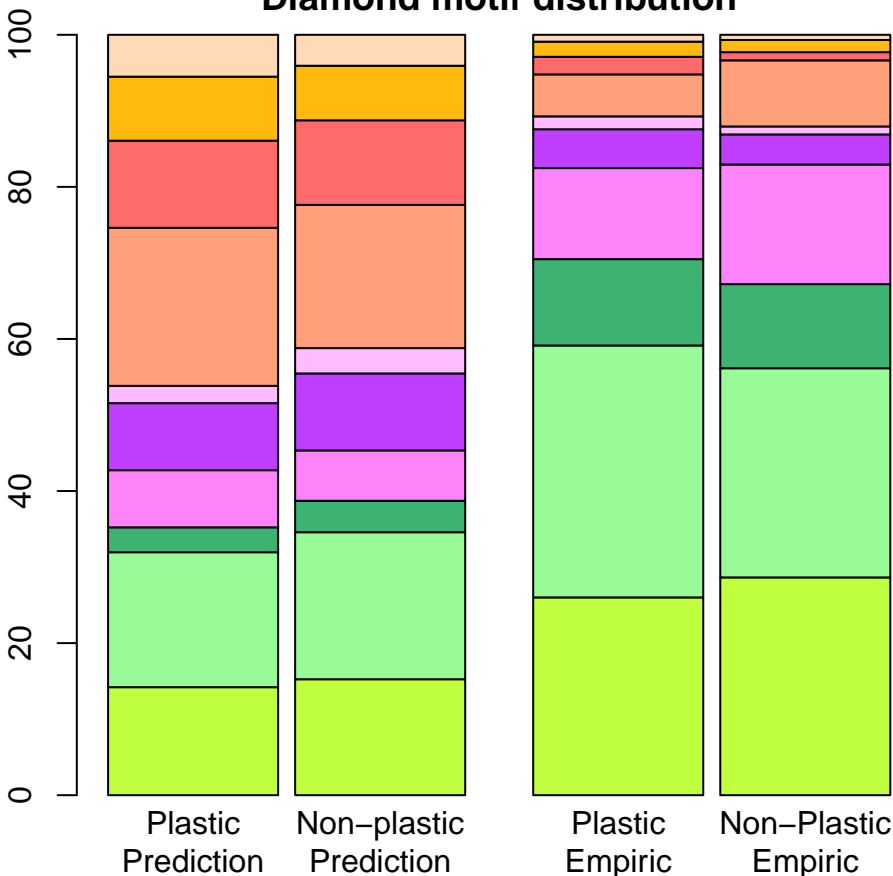 Diamond motif distribution
100
80
60
40
20
0
Plastic Prediction
Non−plastic Prediction
Plastic Empiric
Non−Plastic Empiric